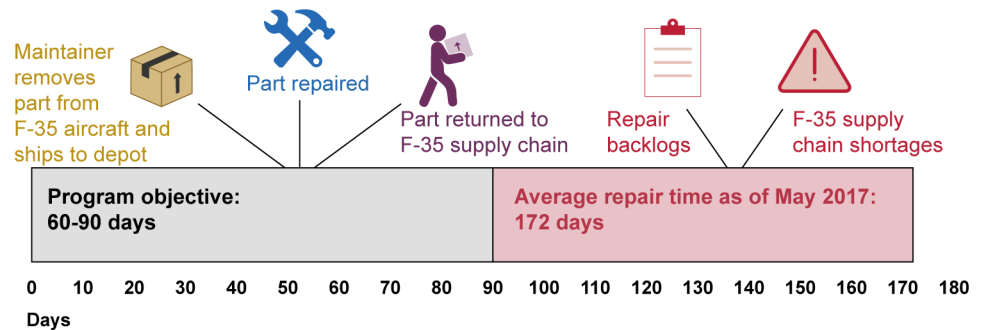 Maintainer
removes
part from
F-35 aircraft and
ships to depot
Part repaired
Part returned to
F-35 supply chain
Repair
backlogs
F-35 supply
chain shortages
Program objective:
60-90 days
Average repair time as of May 2017:
172 days
0 10 20 30 40 50 60 70 80 90 100 110 120 130 140 150 160 170 180
Days